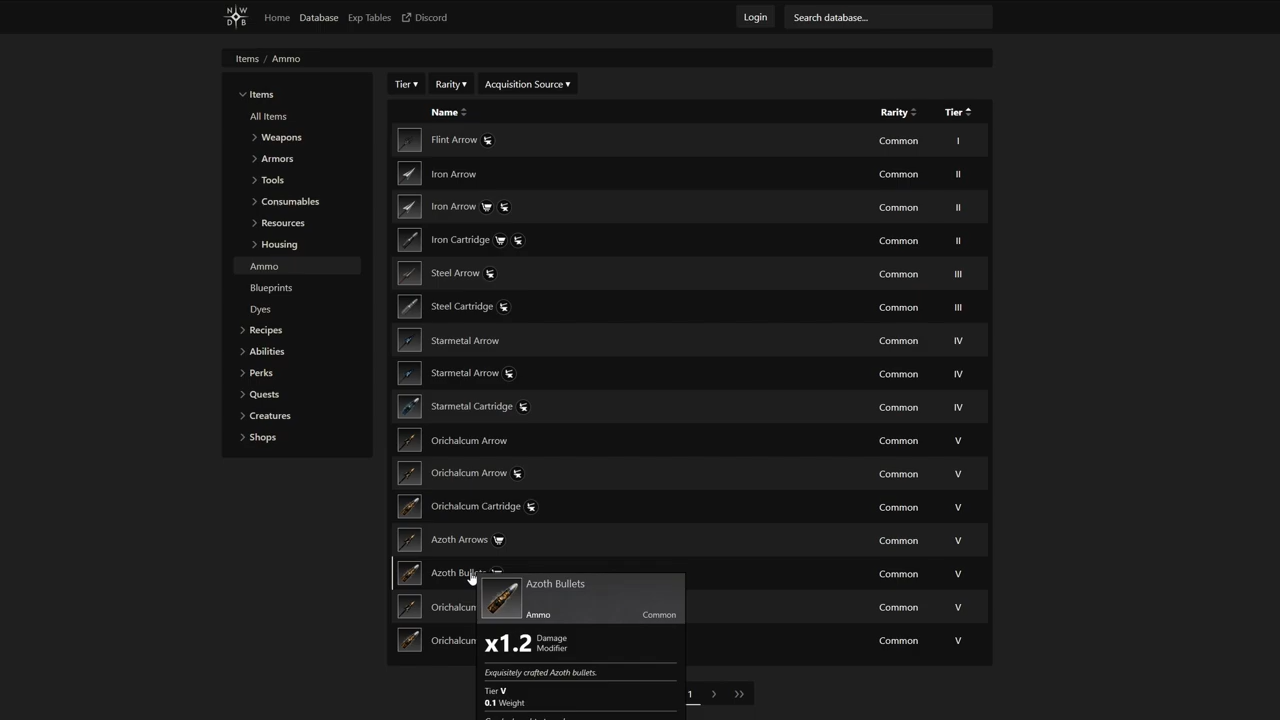 NW
DB
Home Database Exp Tables Discord Login Search database...
Items / Ammo
Items
All Items
Weapons
Armors
Tools
Consumables
Resources
Housing
Ammo
Blueprints
Dyes
Recipes
Abilities
Perks
Quests
Creatures
Shops
Tier Rarity Acquisition Source
Name Rarity Tier
Flint Arrow Common I
Iron Arrow Common II
Iron Arrow Common II
Iron Cartridge Common II
Steel Arrow Common III
Steel Cartridge Common III
Starmetal Arrow Common IV
Starmetal Arrow Common IV
Starmetal Cartridge Common IV
Orichalcum Arrow Common V
Orichalcum Arrow Common V
Orichalcum Cartridge Common V
Azoth Arrows Common V
Azoth Bullets Common V
Orichalcum Common V
Orichalcum Common V
Azoth Bullets
Ammo Common
x1.2 Damage
Modifier
Exquisitely crafted Azoth bullets.
Tier V
0.1 Weight
1